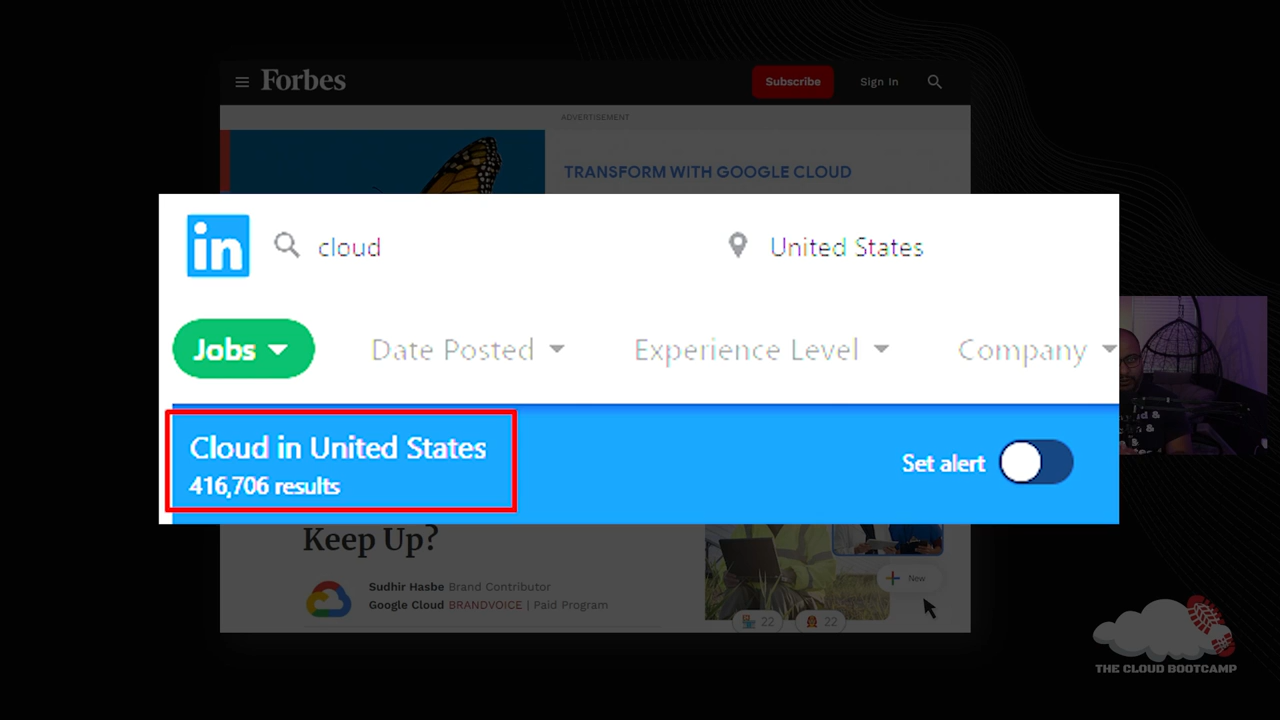 Forbes
Subscribe
Sign In
ADVERTISEMENT
TRANSFORM WITH GOOGLE CLOUD
in
cloud
United States
Jobs
Date Posted
Experience Level
Company
Cloud in United States
416,706 results
Set alert
Keep Up?
Sudhir Hasbe Brand Contributor
Google Cloud BRANDVOICE | Paid Program
New
22
22
THE CLOUD BOOTCAMP